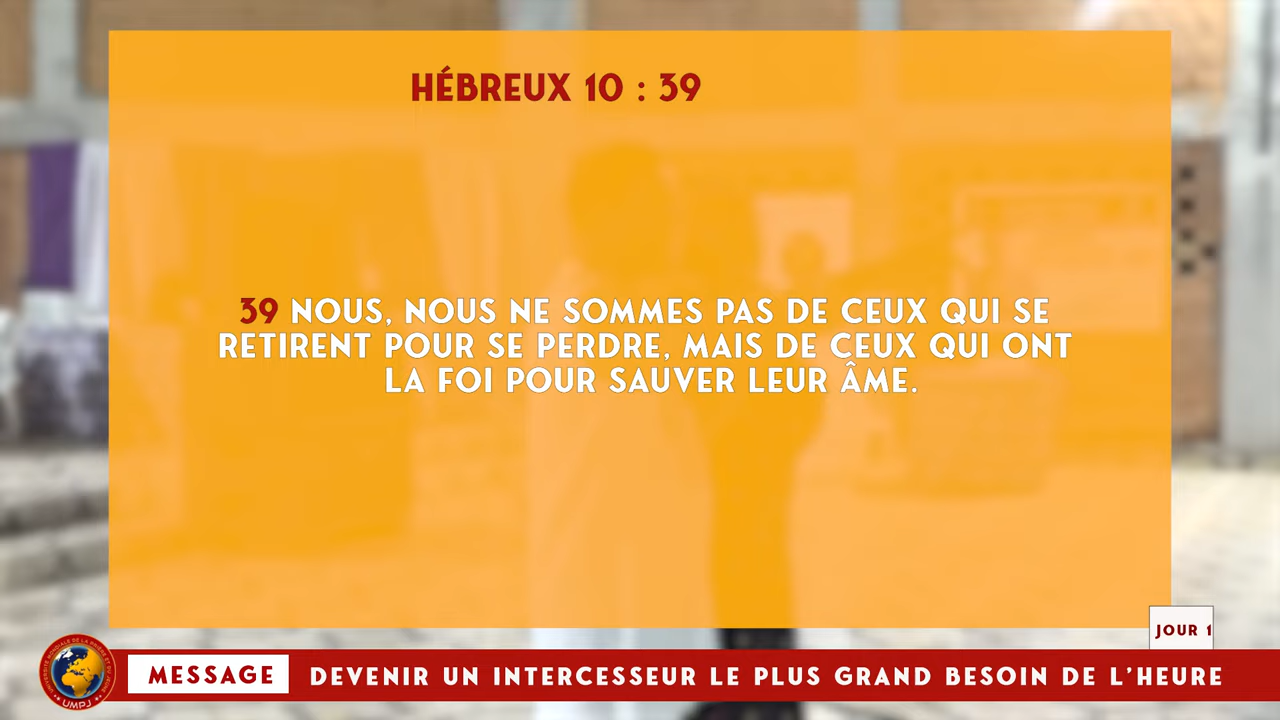 HÉBREUX 10 : 39
39 NOUS, NOUS NE SOMMES PAS DE CEUX QUI SE
RETIRENT POUR SE PERDRE, MAIS DE CEUX QUI ONT
LA FOI POUR SAUVER LEUR ÂME.
JOUR 1
MESSAGE DEVENIR UN INTERCESSEUR LE PLUS GRAND BESOIN DE L'HEURE
UMPJ